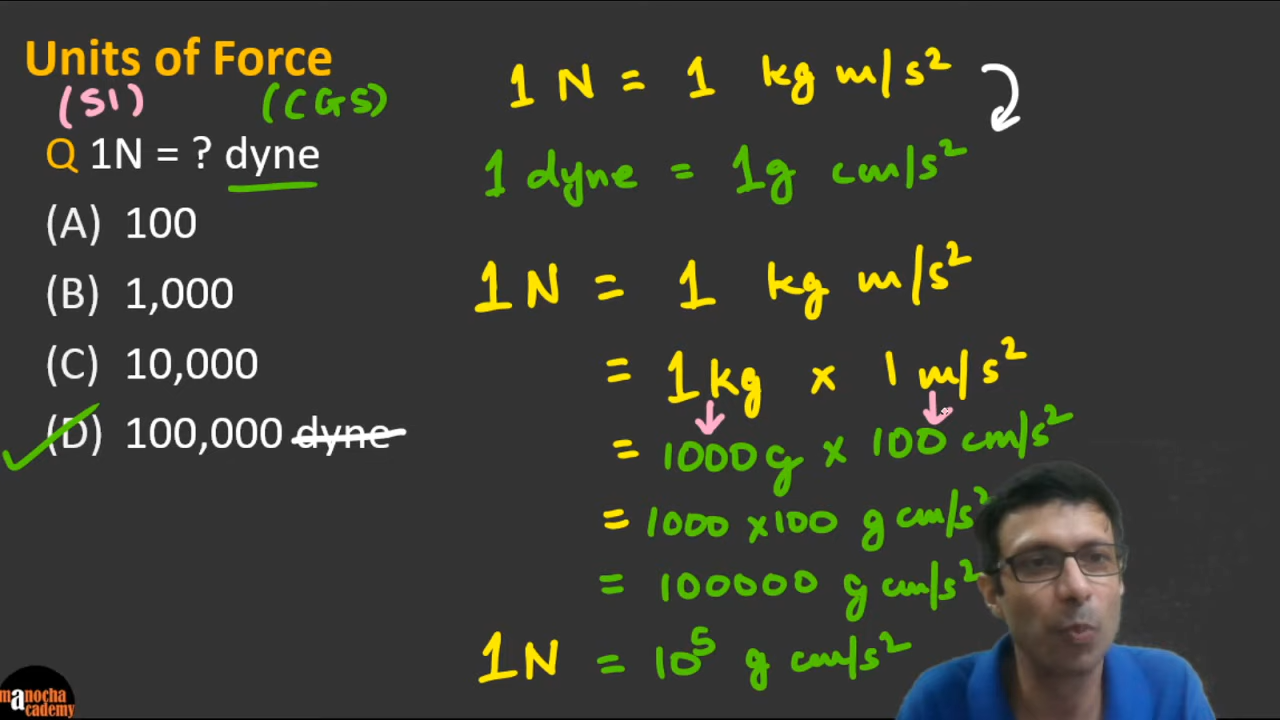 Units of Force
(SI) (CGS)
Q 1N = ? dyne
(A) 100
(B) 1,000
(C) 10,000
(D) 100,000 dyne
1 N = 1 kg m/s²
1 dyne = 1g cm/s²
1 N = 1 kg m/s²
= 1 kg x 1 m/s²
= 1000 g x 100 cm/s²
= 1000 x 100 g cm/s²
= 100000 g cm/s²
1N = 10⁵ g cm/s²
manocha
academy